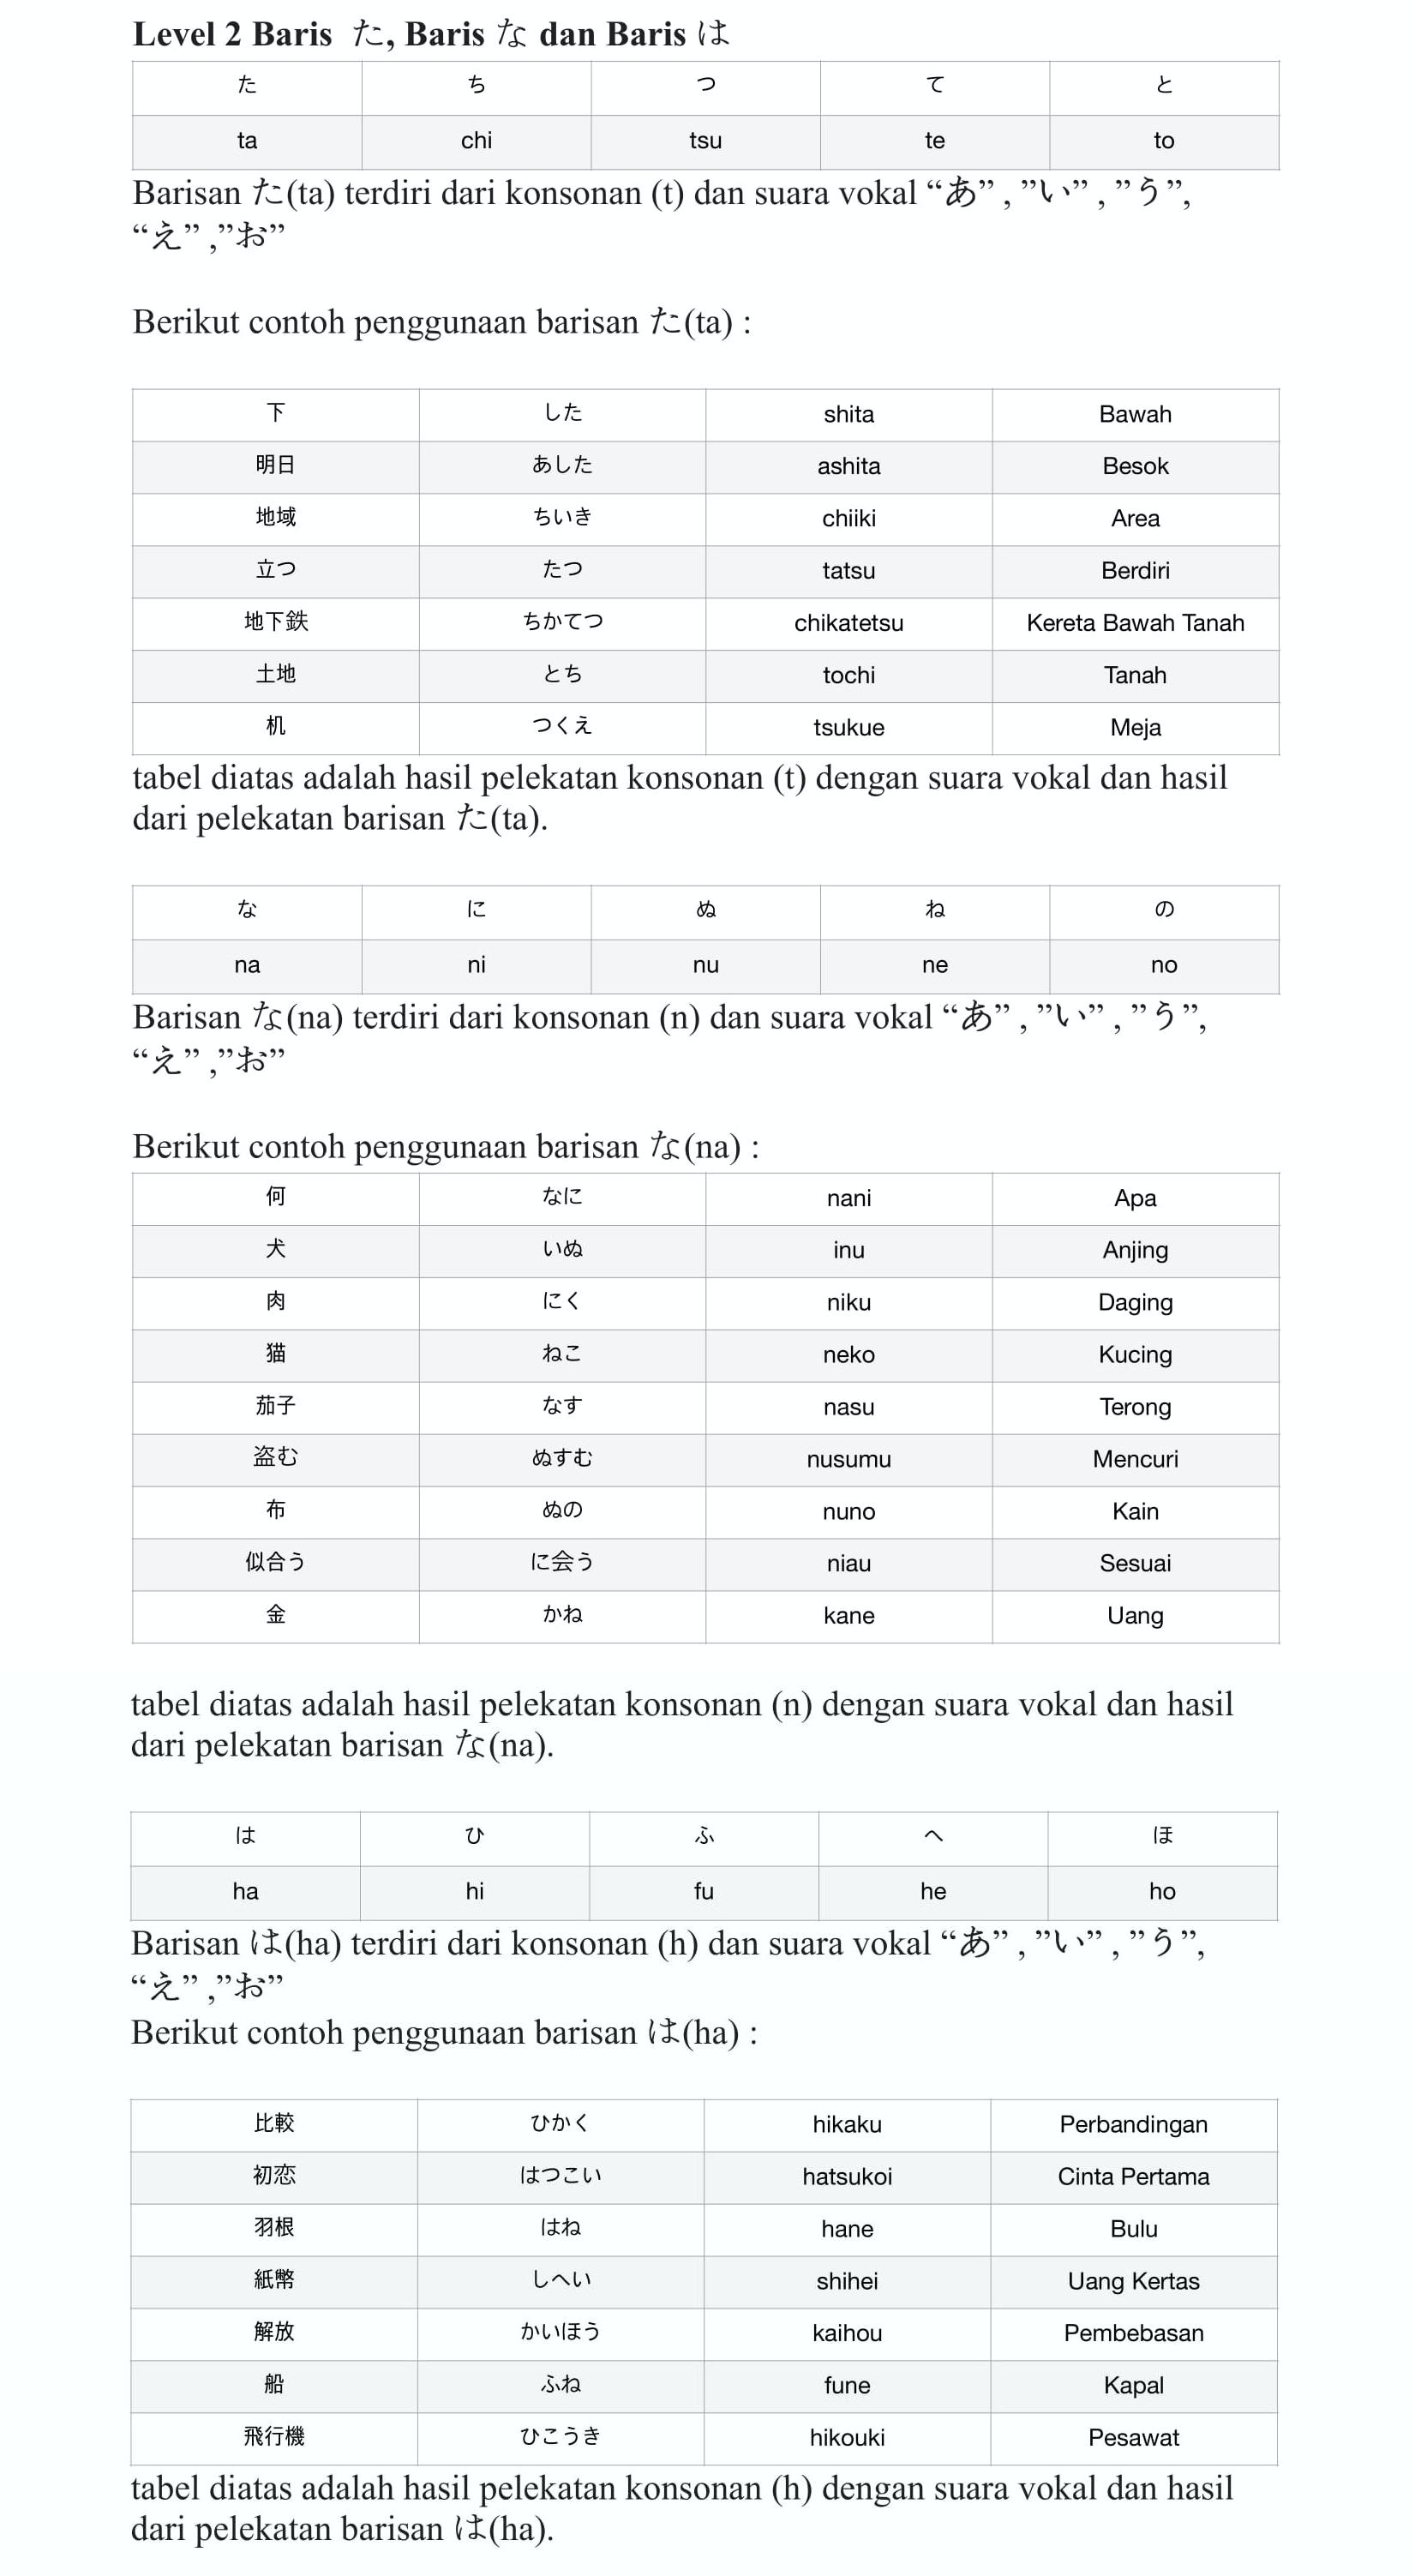 Level 2 Baris た, Baris な dan Baris は
た ち つ て と
ta chi tsu te to
Barisan た(ta) terdiri dari konsonan (t) dan suara vokal “あ” , ”い” , ”う”,
“え” ,”お”
Berikut contoh penggunaan barisan た(ta) :
下 した shita Bawah
明日 あした ashita Besok
地域 ちいき chiiki Area
立つ たつ tatsu Berdiri
地下鉄 ちかてつ chikatetsu Kereta Bawah Tanah
土地 とち tochi Tanah
机 つくえ tsukue Meja
tabel diatas adalah hasil pelekatan konsonan (t) dengan suara vokal dan hasil
dari pelekatan barisan た(ta).
な に ぬ ね の
na ni nu ne no
Barisan な(na) terdiri dari konsonan (n) dan suara vokal “あ” , ”い” , ”う”,
“え” ,”お”
Berikut contoh penggunaan barisan な(na) :
何 なに nani Apa
犬 いぬ inu Anjing
肉 にく niku Daging
猫 ねこ neko Kucing
茄子 なす nasu Terong
盗む ぬすむ nusumu Mencuri
布 ぬの nuno Kain
似合う に会う niau Sesuai
金 かね kane Uang
tabel diatas adalah hasil pelekatan konsonan (n) dengan suara vokal dan hasil
dari pelekatan barisan な(na).
は ひ ふ へ ほ
ha hi fu he ho
Barisan は(ha) terdiri dari konsonan (h) dan suara vokal “あ” , ”い” , ”う”,
“え” ,”お”
Berikut contoh penggunaan barisan は(ha) :
比較 ひかく hikaku Perbandingan
初恋 はつこい hatsukoi Cinta Pertama
羽根 はね hane Bulu
紙幣 しへい shihei Uang Kertas
解放 かいほう kaihou Pembebasan
船 ふね fune Kapal
飛行機 ひこうき hikouki Pesawat
tabel diatas adalah hasil pelekatan konsonan (h) dengan suara vokal dan hasil
dari pelekatan barisan は(ha).